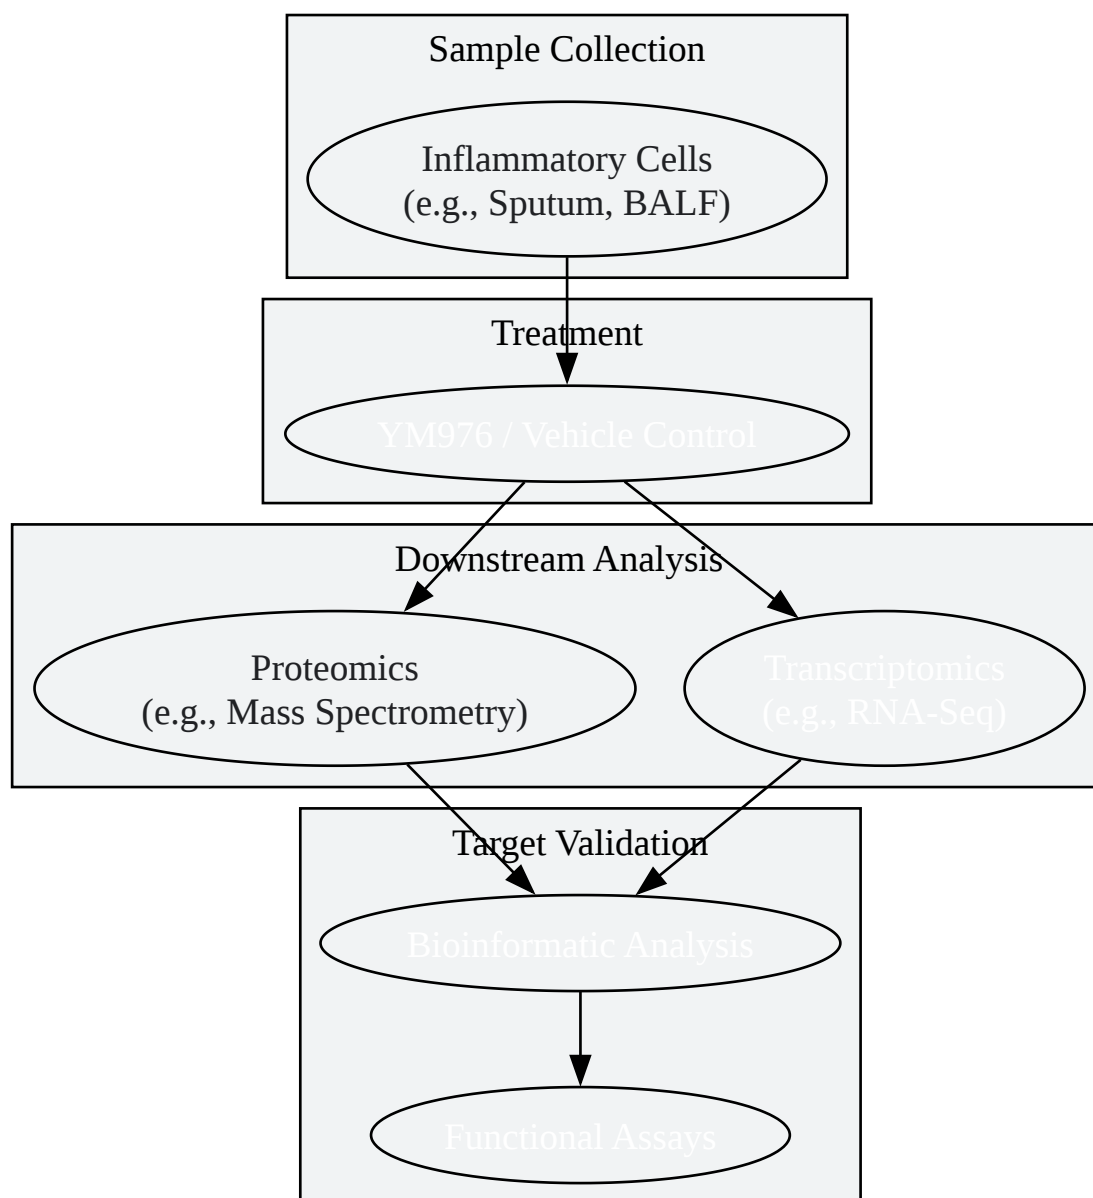 Sample Collection
Inflammatory Cells
(e.g., Sputum, BALF)
Treatment
YM976 / Vehicle Control
Downstream Analysis
Proteomics
(e.g., Mass Spectrometry)
Transcriptomics
(e.g., RNA-Seq)
Target Validation
Bioinformatic Analysis
Functional Assays